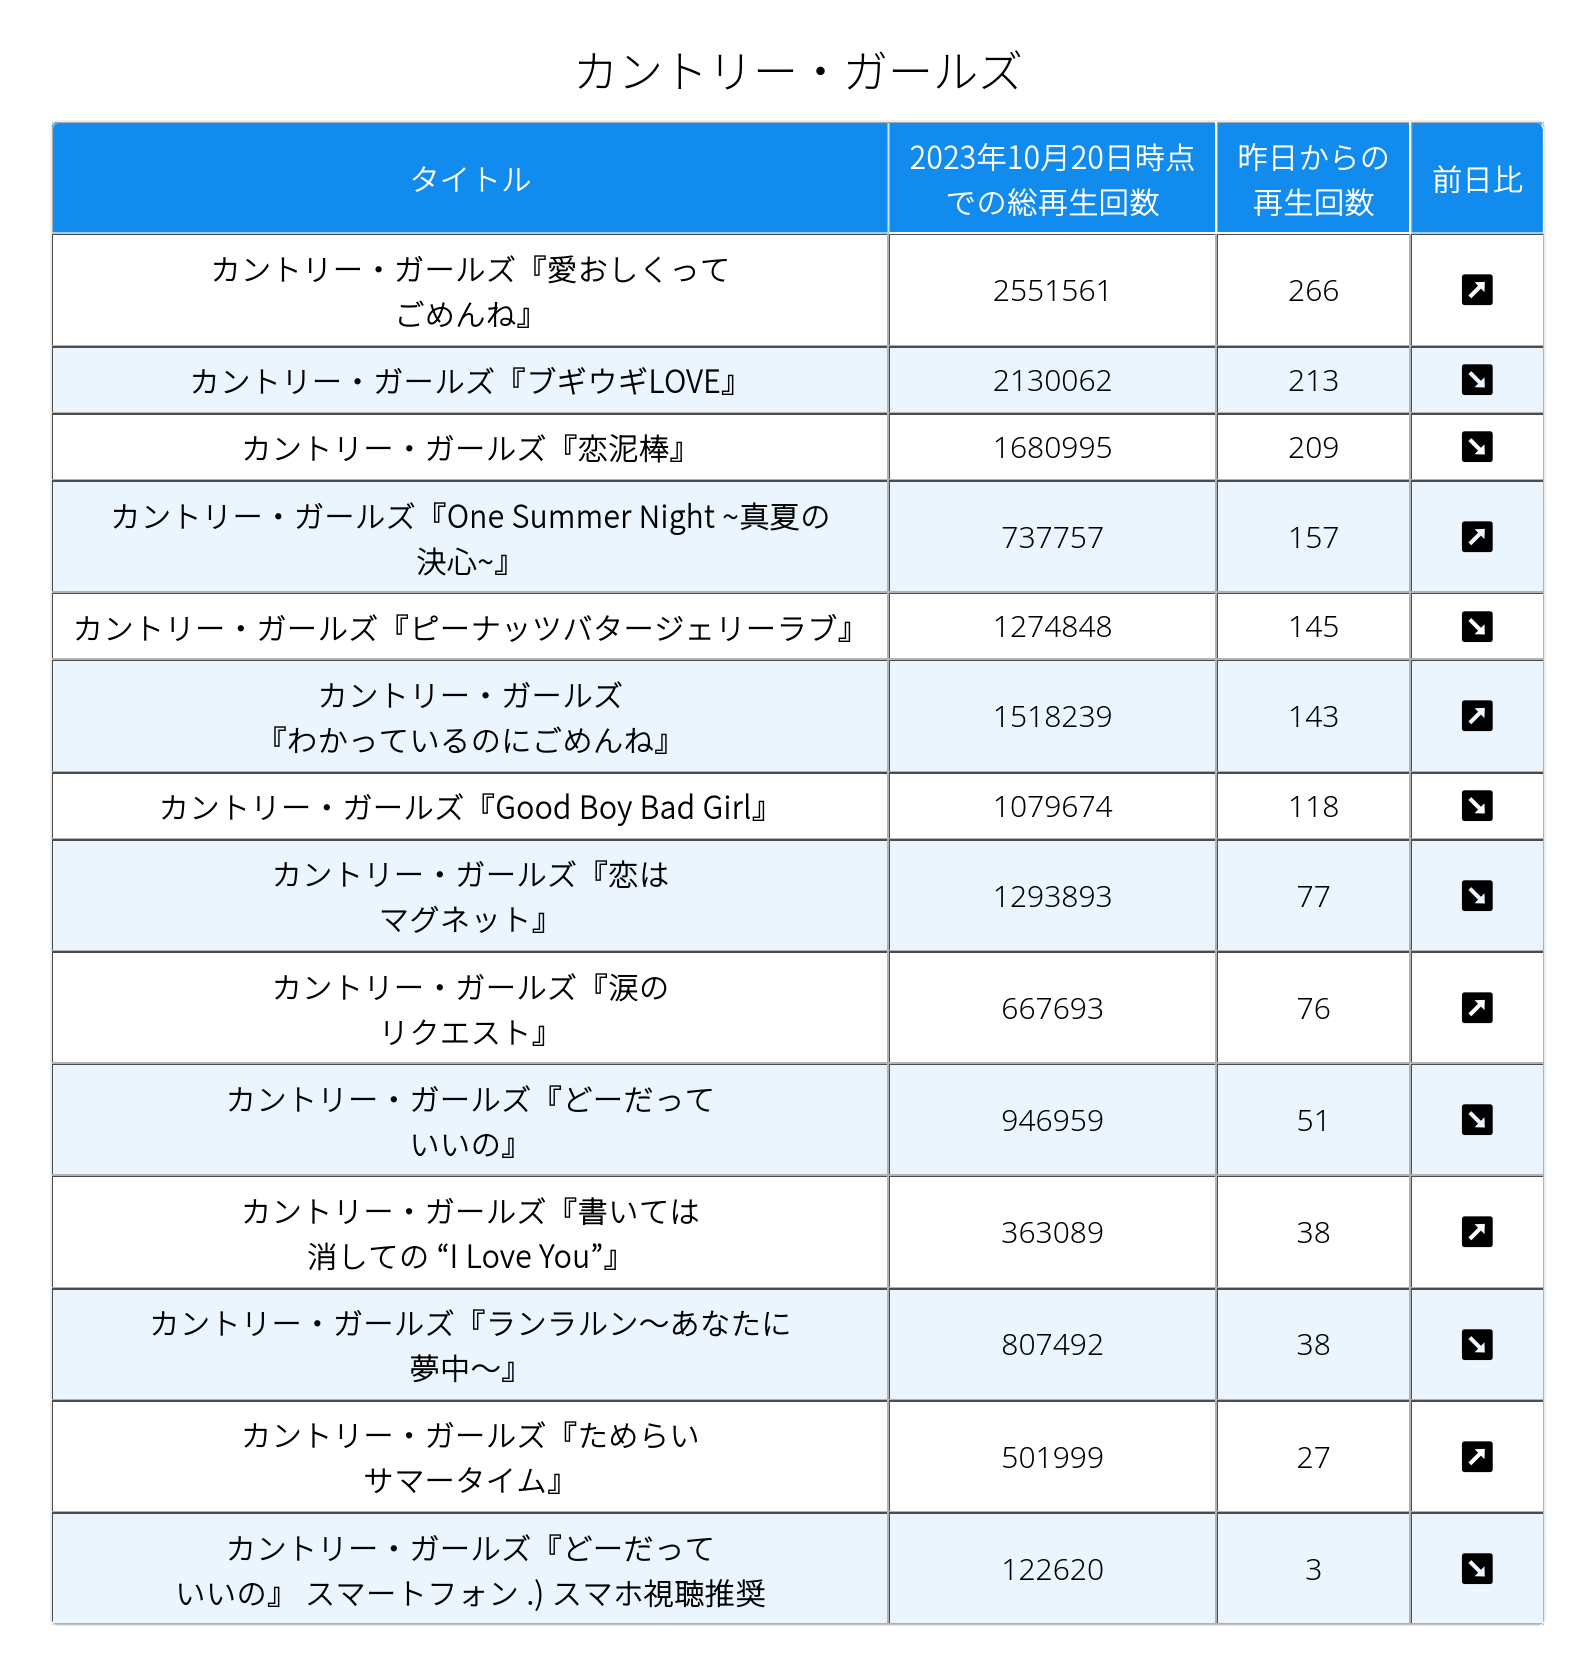 カントリー・ガールズ
タイトル
2023年10月20日時点
での総再生回数
昨日からの
再生回数
前日比
カントリー・ガールズ『愛おしくって
ごめんね』
2551561
266
カントリー・ガールズ『ブギウギLOVE』
2130062
213
カントリー・ガールズ『恋泥棒』
1680995
209
カントリー・ガールズ『One Summer Night ~真夏の
決心~』
737757
157
カントリー・ガールズ『ピーナッツバタージェリーラブ』
1274848
145
カントリー・ガールズ
『わかっているのにごめんね』
1518239
143
カントリー・ガールズ『Good Boy Bad Girl』
1079674
118
カントリー・ガールズ『恋は
マグネット』
1293893
77
カントリー・ガールズ『涙の
リクエスト』
667693
76
カントリー・ガールズ『どーだって
いいの』
946959
51
カントリー・ガールズ『書いては
消しての “I Love You”』
363089
38
カントリー・ガールズ『ランラルン〜あなたに
夢中〜』
807492
38
カントリー・ガールズ『ためらい
サマータイム』
501999
27
カントリー・ガールズ『どーだって
いいの』 スマートフォン .) スマホ視聴推奨
122620
3